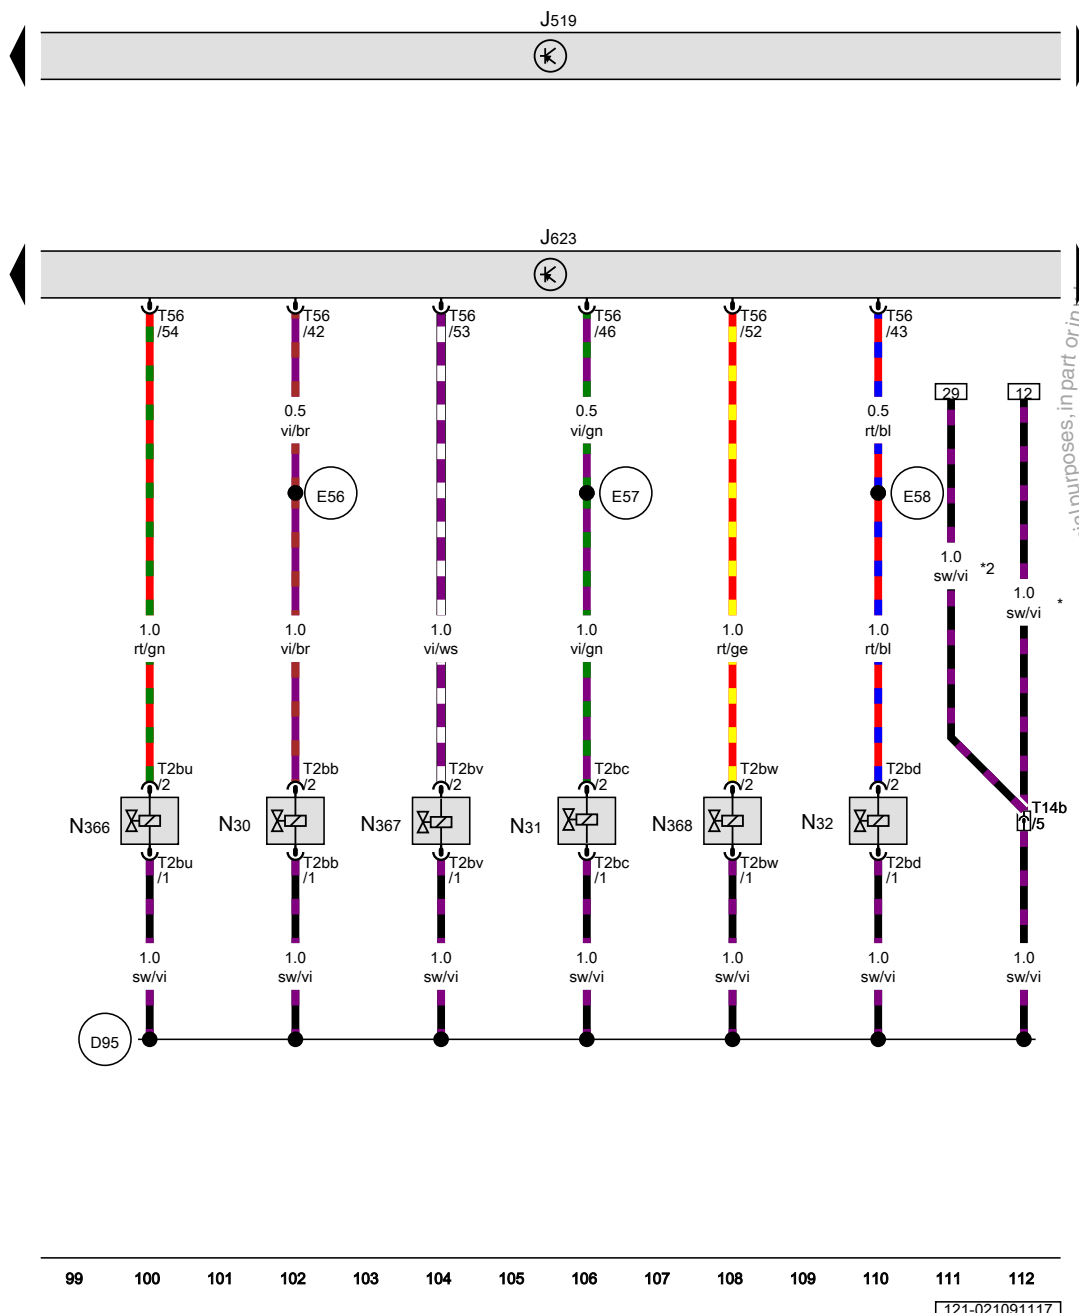 J519
J623
T56 T56 T56 T56 T56 T56
/54 /42 /53 /46 /52 /43
29 12
0.5 0.5 0.5
vi/br vi/gn rt/bl
E56 E57 E58
1.0
sw/vi *2
1.0
sw/vi *
1.0 1.0 1.0 1.0 1.0 1.0
rt/gn vi/br vi/ws vi/gn rt/ge rt/bl
T2bu T2bb T2bv T2bc T2bw T2bd
/2 /2 /2 /2 /2 /2
T14b
/5
N366 N30 N367 N31 N368 N32
T2bu T2bb T2bv T2bc T2bw T2bd
/1 /1 /1 /1 /1 /1
1.0 1.0 1.0 1.0 1.0 1.0 1.0
sw/vi sw/vi sw/vi sw/vi sw/vi sw/vi sw/vi
D95
99 100 101 102 103 104 105 106 107 108 109 110 111 112
121-021091117
purposes, in part or in